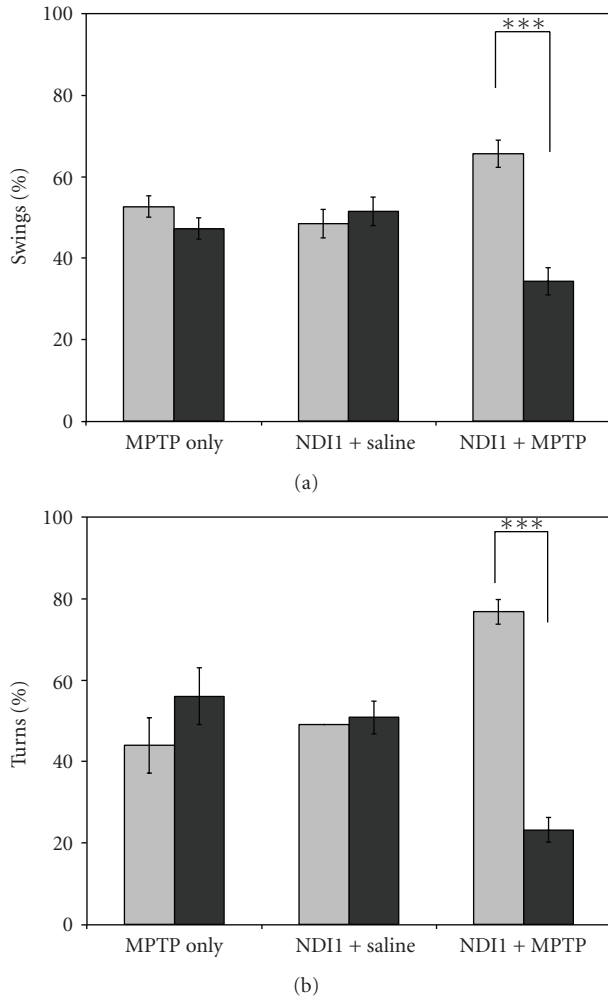 100
***
80
60
Swings (%)
40
20
0
MPTP only NDI1 + saline NDI1 + MPTP
(a)
100
***
80
60
Turns (%)
40
20
0
MPTP only NDI1 + saline NDI1 + MPTP
(b)